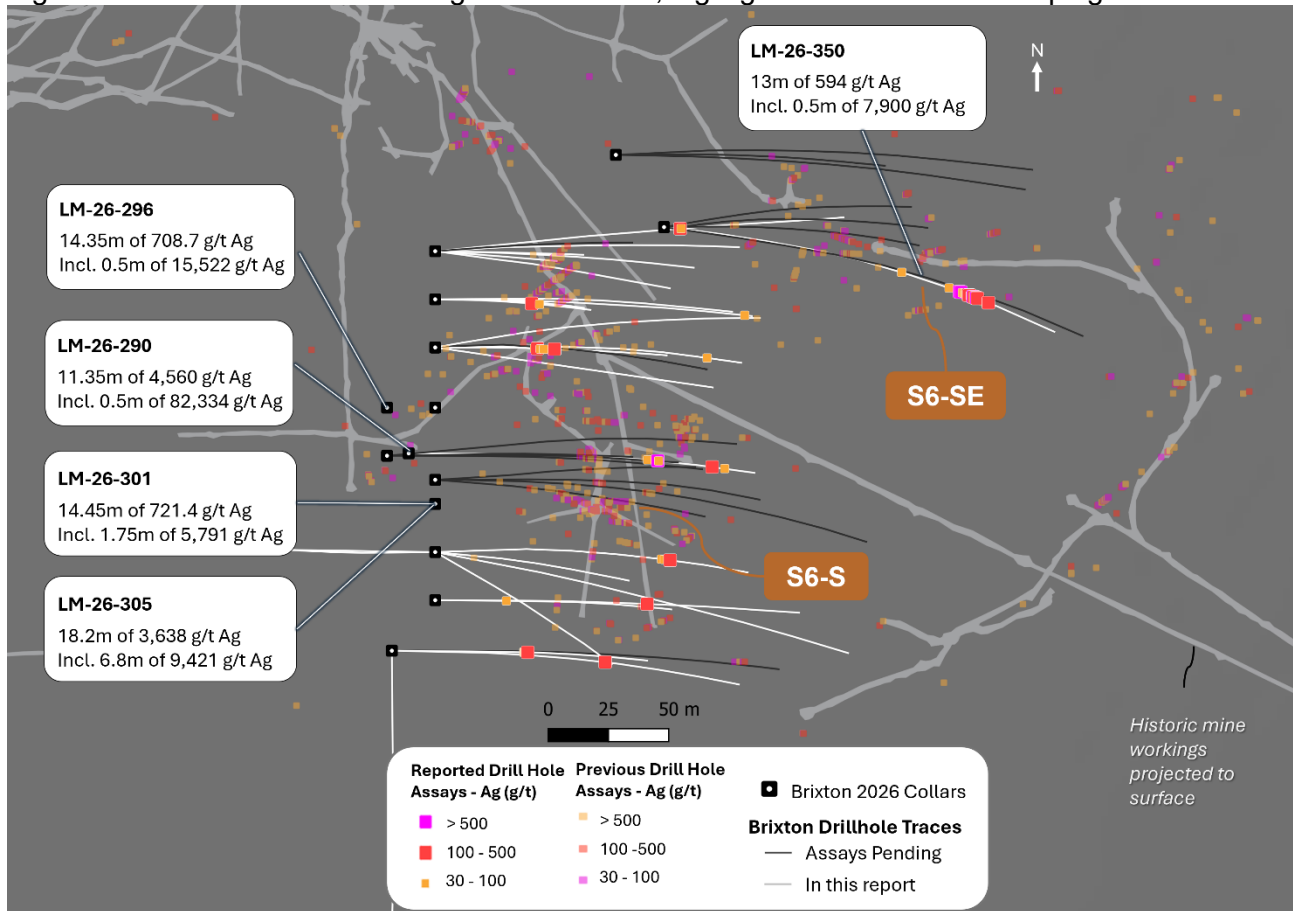 LM-26-350
13m of 594 g/t Ag
Incl. 0.5m of 7,900 g/t Ag
N
LM-26-296
14.35m of 708.7 g/t Ag
Incl. 0.5m of 15,522 g/t Ag
LM-26-290
11.35m of 4,560 g/t Ag
Incl. 0.5m of 82,334 g/t Ag
S6-SE
LM-26-301
14.45m of 721.4 g/t Ag
Incl. 1.75m of 5,791 g/t Ag
S6-S
LM-26-305
18.2m of 3,638 g/t Ag
Incl. 6.8m of 9,421 g/t Ag
0 25 50 m
Historic mine
workings
projected to
surface
Reported Drill Hole
Assays - Ag (g/t)
> 500
100 - 500
30 - 100
Previous Drill Hole
Assays - Ag (g/t)
> 500
100 -500
30 - 100
Brixton 2026 Collars
Brixton Drillhole Traces
Assays Pending
In this report